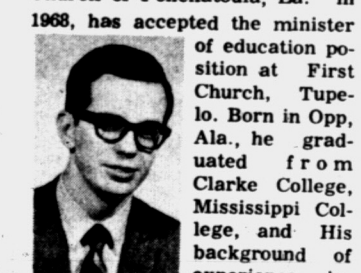 1968, has accepted the minister
of education po-
sition at First
Church, Tupe-
lo. Born in Opp,
Ala., he grad-
uated from
Clarke College,
Mississippi Col-
lege, and His
background of